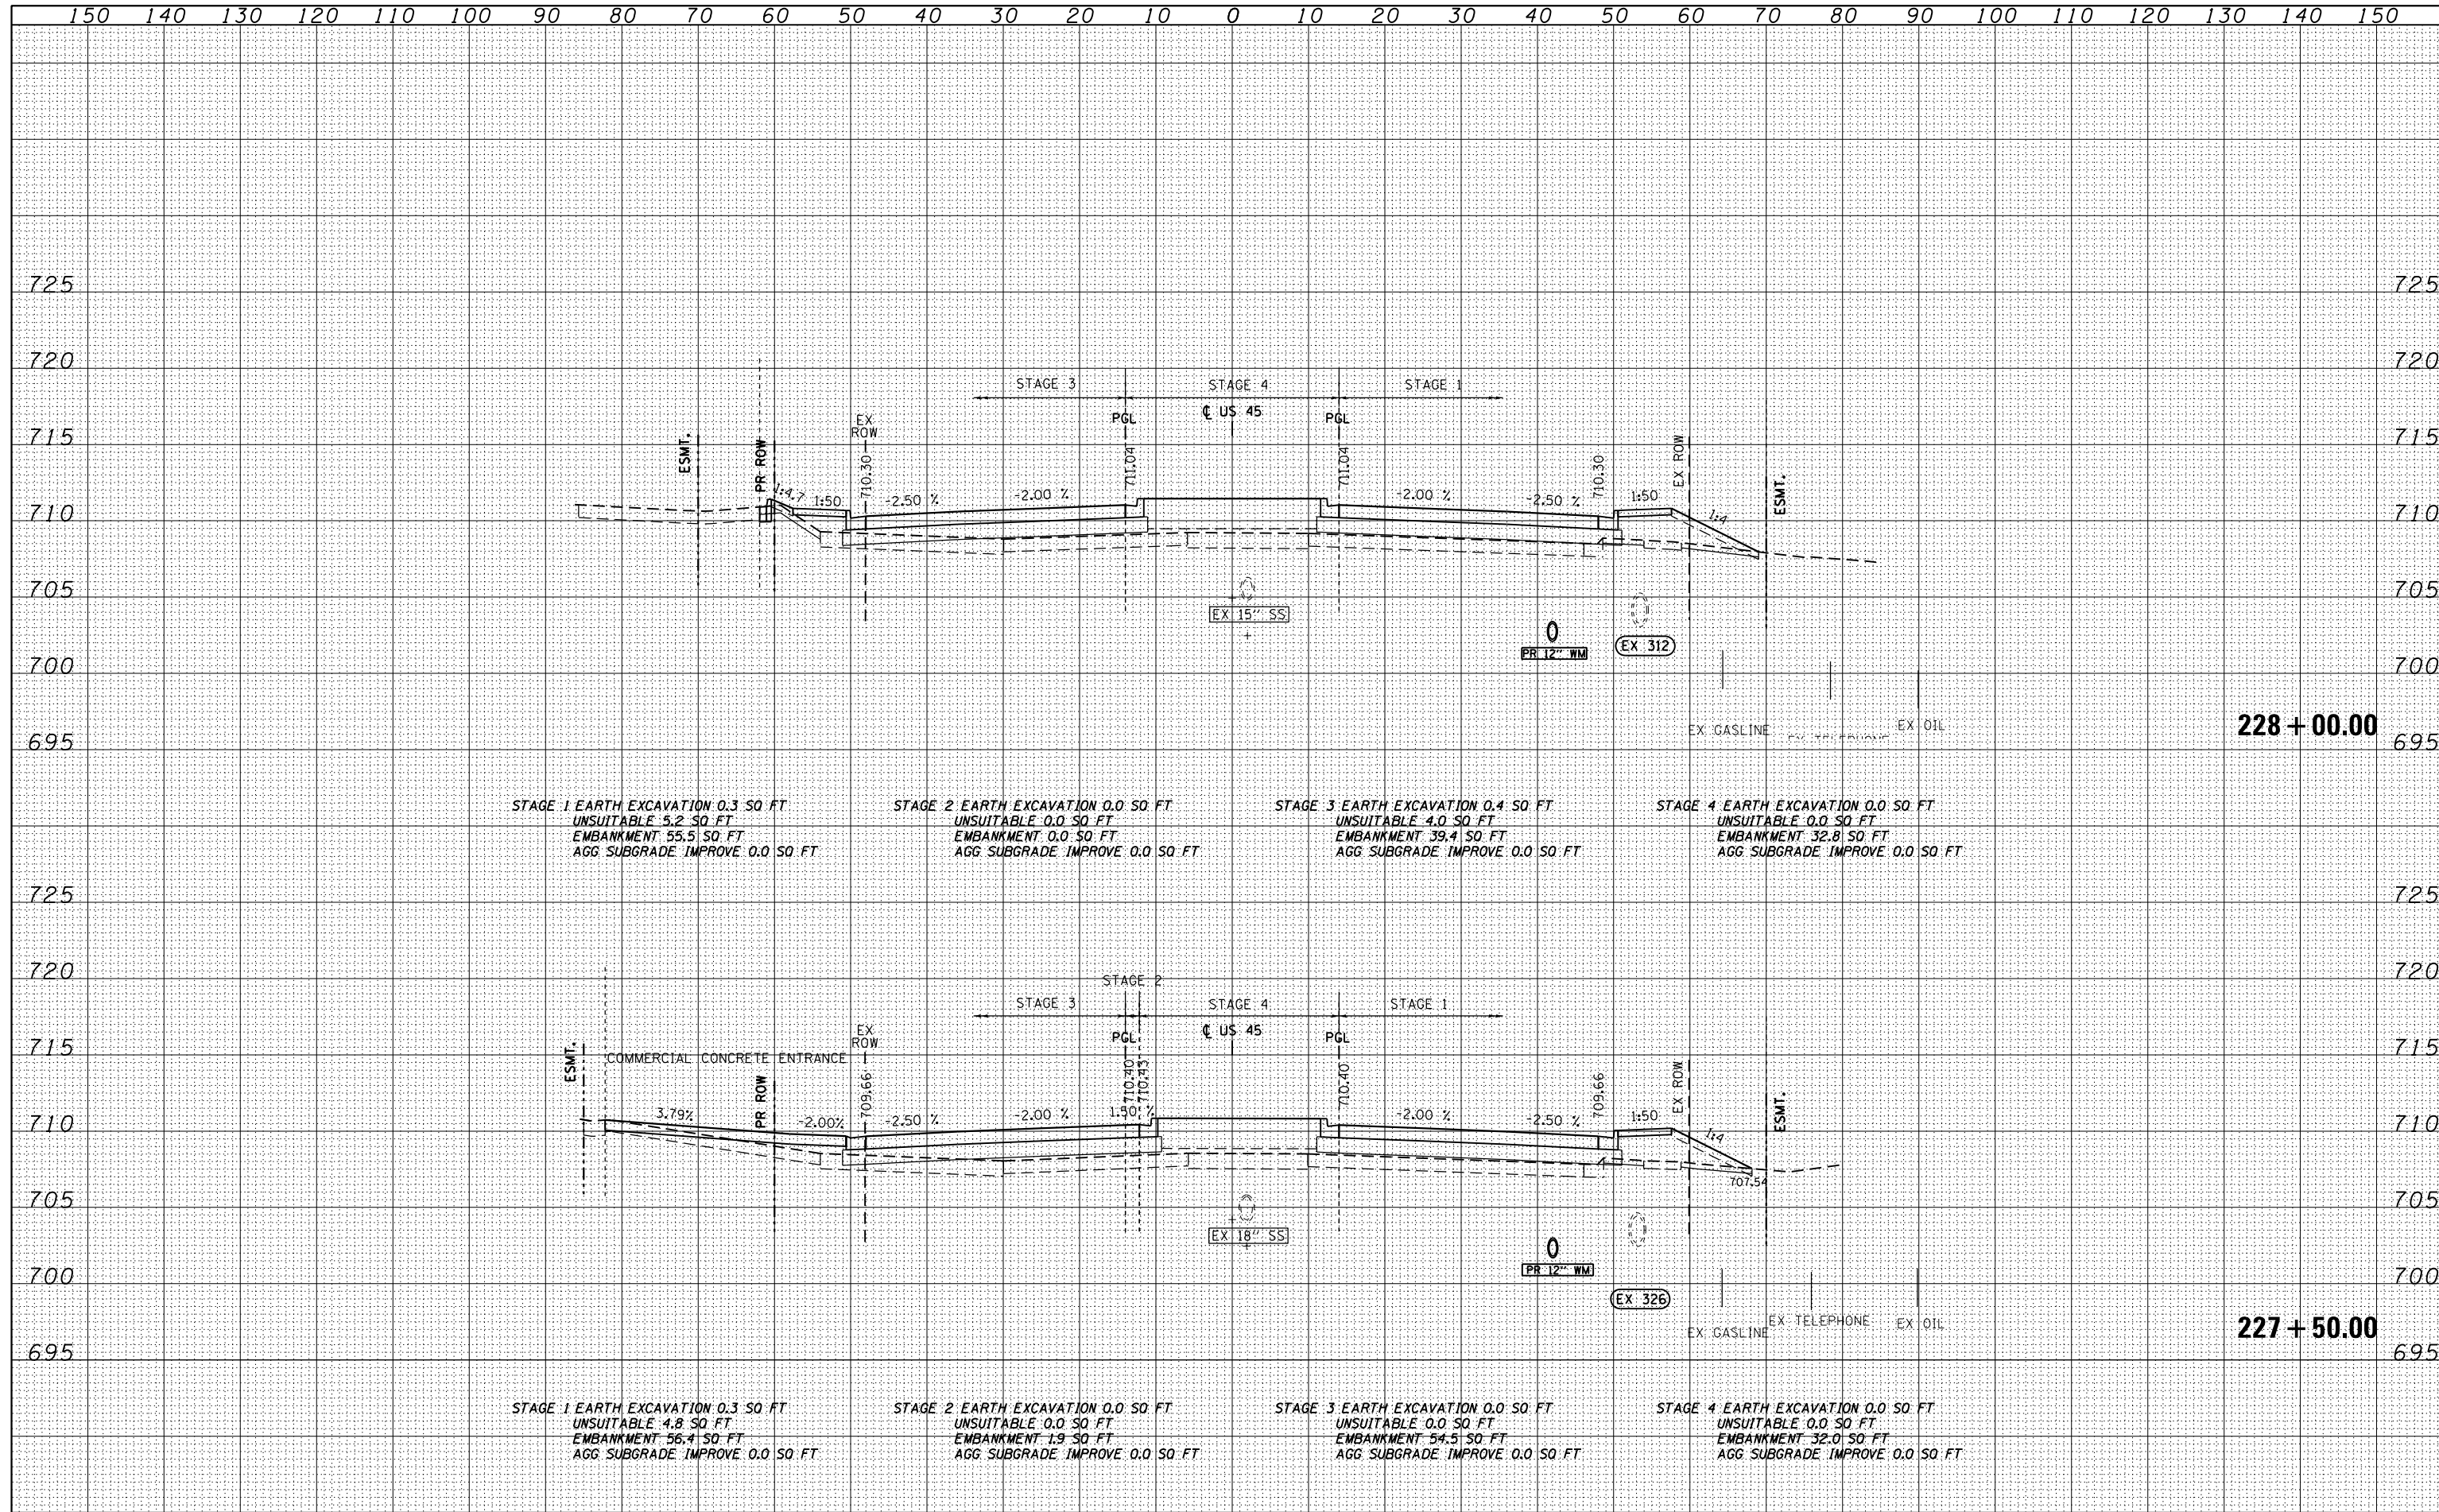 150 140 130 120 110 100 90 80 70 60 50 40 30 20 10 0 10 20 30 40 50 60 70 80 90 100 110 120 130 140 150
725 725
720 720
STAGE 3 STAGE 4 STAGE 1
℄ US 45
PGL PGL
EX
ROW
715 715
ESMT.
PR ROW
710.30
711.04
711.04
710.30
EX ROW
ESMT.
1:4.7 1:50 -2.50 % -2.00 % -2.00 % -2.50 % 1:50 1:4
710 710
705 705
EX 15" SS
PR 12" WM
EX 312
700 700
EX GASLINE EX TELEPHONE EX OIL
228+00.00
695 695
STAGE 1 EARTH EXCAVATION 0.3 SQ FT
UNSUITABLE 5.2 SQ FT
EMBANKMENT 55.5 SQ FT
AGG SUBGRADE IMPROVE 0.0 SQ FT
STAGE 2 EARTH EXCAVATION 0.0 SQ FT
UNSUITABLE 0.0 SQ FT
EMBANKMENT 0.0 SQ FT
AGG SUBGRADE IMPROVE 0.0 SQ FT
STAGE 3 EARTH EXCAVATION 0.4 SQ FT
UNSUITABLE 4.0 SQ FT
EMBANKMENT 39.4 SQ FT
AGG SUBGRADE IMPROVE 0.0 SQ FT
STAGE 4 EARTH EXCAVATION 0.0 SQ FT
UNSUITABLE 0.0 SQ FT
EMBANKMENT 32.8 SQ FT
AGG SUBGRADE IMPROVE 0.0 SQ FT
725 725
720 720
STAGE 2
STAGE 3 STAGE 4 STAGE 1
℄ US 45
PGL PGL
EX
ROW
715 715
COMMERCIAL CONCRETE ENTRANCE
ESMT.
PR ROW
709.66
710.40
710.43
710.40
709.66
EX ROW
ESMT.
3.79% -2.00% -2.50 % -2.00 % 1.50 % -2.00 % -2.50 % 1:50 1:4
710 710
707.54
705 705
EX 18" SS
PR 12" WM
700 700
EX 326
EX GASLINE EX TELEPHONE EX OIL
227+50.00
695 695
STAGE 1 EARTH EXCAVATION 0.3 SQ FT
UNSUITABLE 4.8 SQ FT
EMBANKMENT 56.4 SQ FT
AGG SUBGRADE IMPROVE 0.0 SQ FT
STAGE 2 EARTH EXCAVATION 0.0 SQ FT
UNSUITABLE 0.0 SQ FT
EMBANKMENT 1.9 SQ FT
AGG SUBGRADE IMPROVE 0.0 SQ FT
STAGE 3 EARTH EXCAVATION 0.0 SQ FT
UNSUITABLE 0.0 SQ FT
EMBANKMENT 54.5 SQ FT
AGG SUBGRADE IMPROVE 0.0 SQ FT
STAGE 4 EARTH EXCAVATION 0.0 SQ FT
UNSUITABLE 0.0 SQ FT
EMBANKMENT 32.0 SQ FT
AGG SUBGRADE IMPROVE 0.0 SQ FT